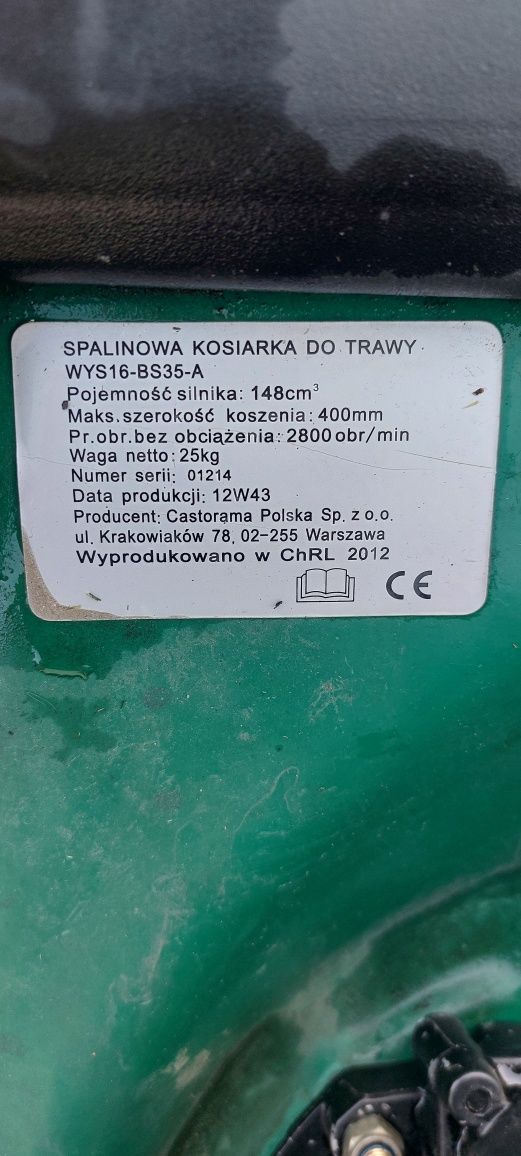 SPALINOWA KOSIARKA DO TRAWY
WYS16-BS35-A
Pojemność silnika: 148cm³
Maks.szerokość koszenia: 400mm
Pr.obr.bez obciążenia: 2800obr/min
Waga netto: 25kg
Numer serii: 01214
Data produkcji: 12W43
Producent: Castorama Polska Sp. z o.o.
ul. Krakowiaków 78, 02-255 Warszawa
Wyprodukowano w ChRL 2012
CE